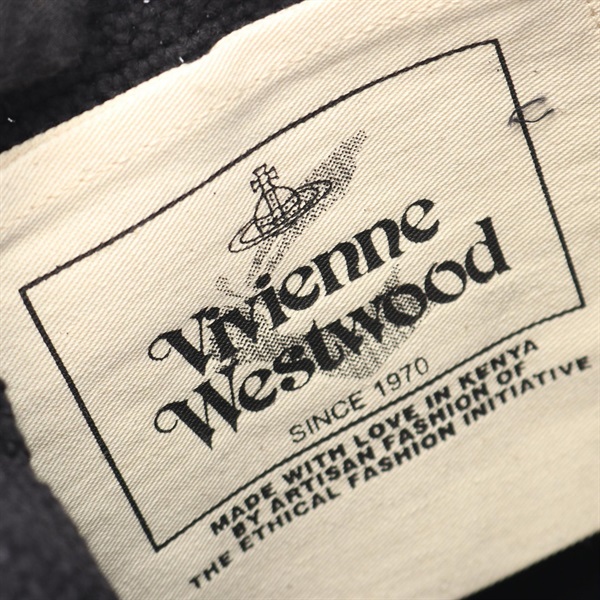 Vivienne
Westwood
SINCE 1970
MADE WITH LOVE IN KENYA
BY ARTISAN FASHION OF
THE ETHICAL FASHION INITIATIVE